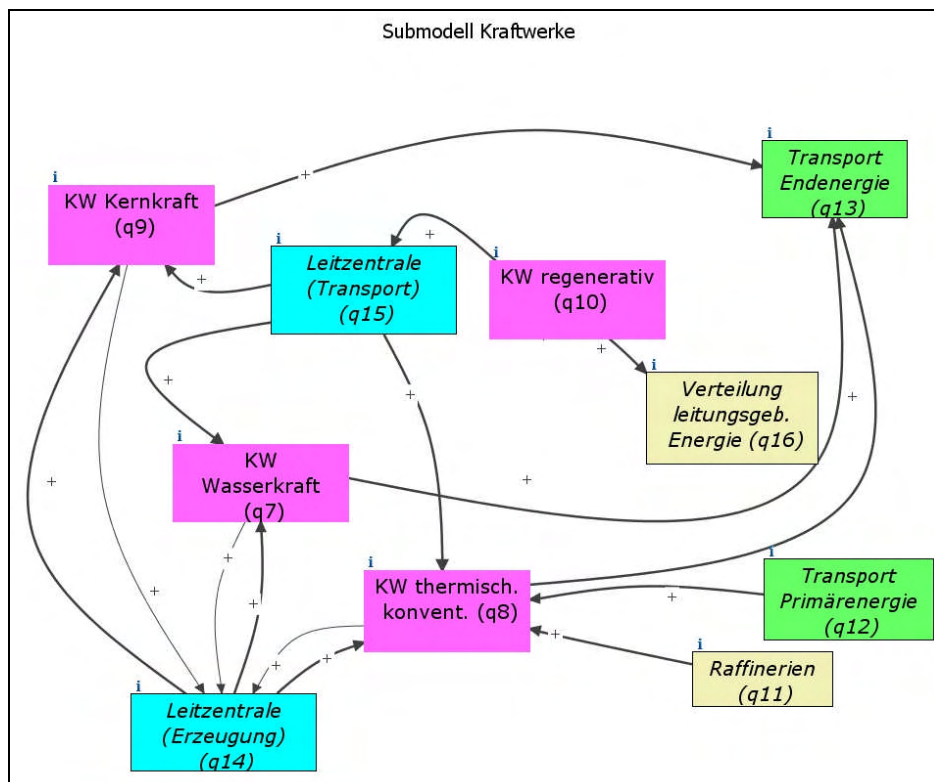 Submodell Kraftwerke
i
Transport
Endenergie
(q13)
i
KW Kernkraft
(q9)
+
i
Leitzentrale
(Transport)
(q15)
+
i
KW regenerativ
(q10)
+
+
i
Verteilung
leitungsgeb.
Energie (q16)
+
+
+
i
KW
Wasserkraft
(q7)
+
+
+
+
+
i
KW thermisch.
konvent. (q8)
i
Transport
Primärenergie
(q12)
+
+
i
Raffinerien
(q11)
+
+
+
i
Leitzentrale
(Erzeugung)
(q14)